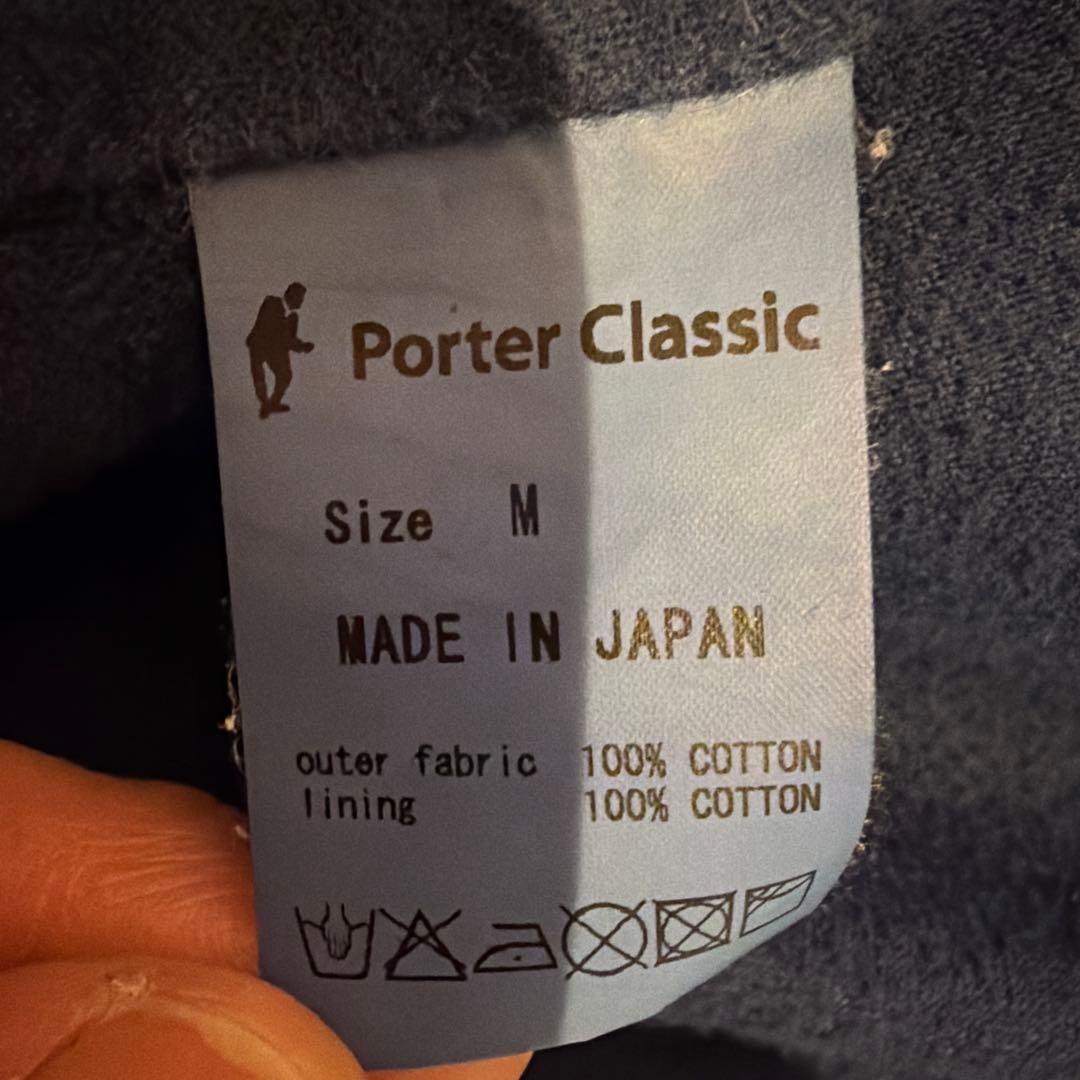 Porter Classic
Size M
MADE IN JAPAN
outer fabric 100% COTTON
lining 100% COTTON